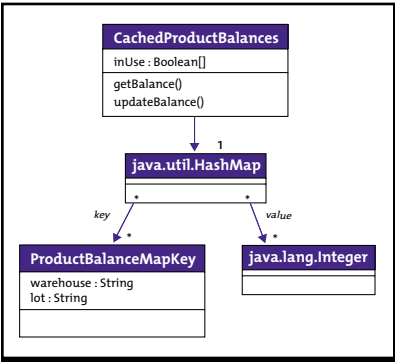 CachedProductBalances
inUse : Boolean[]
getBalance()
updateBalance()
1
java.util.HashMap
* *
key value
* *
ProductBalanceMapKey
warehouse : String
lot : String
java.lang.Integer